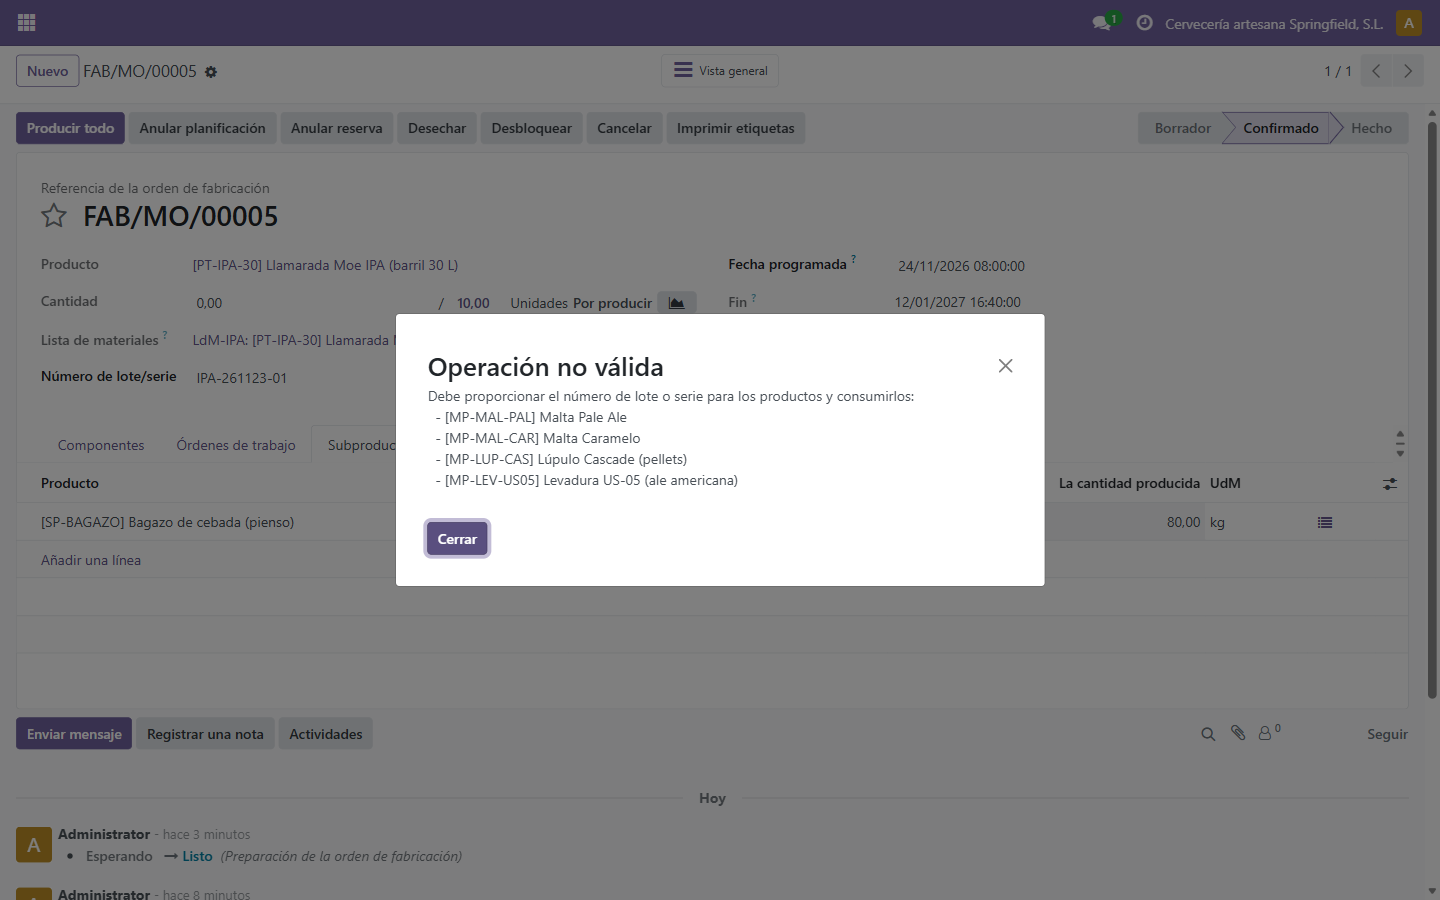 1
Cervecería artesana Springfield, S.L.
A
Nuevo
FAB/MO/00005
Vista general
1 / 1
Producir todo
Anular planificación
Anular reserva
Desechar
Desbloquear
Cancelar
Imprimir etiquetas
Borrador
Confirmado
Hecho
Referencia de la orden de fabricación
FAB/MO/00005
Producto
[PT-IPA-30] Llamarada Moe IPA (barril 30 L)
Fecha programada ?
24/11/2026 08:00:00
Cantidad
0,00
/ 10,00
Unidades Por producir
Fin ?
12/01/2027 16:40:00
Lista de materiales ?
LdM-IPA: [PT-IPA-30] Llamarada
Número de lote/serie
IPA-261123-01
Operación no válida
Debe proporcionar el número de lote o serie para los productos y consumirlos:
- [MP-MAL-PAL] Malta Pale Ale
- [MP-MAL-CAR] Malta Caramelo
- [MP-LUP-CAS] Lúpulo Cascade (pellets)
- [MP-LEV-US05] Levadura US-05 (ale americana)
Cerrar
Componentes
Órdenes de trabajo
Subproduc
Producto
La cantidad producida
UdM
[SP-BAGAZO] Bagazo de cebada (pienso)
80,00
kg
Añadir una línea
Enviar mensaje
Registrar una nota
Actividades
0
Seguir
Hoy
A
Administrator - hace 3 minutos
• Esperando → Listo (Preparación de la orden de fabricación)
Administrator - hace 8 minutos